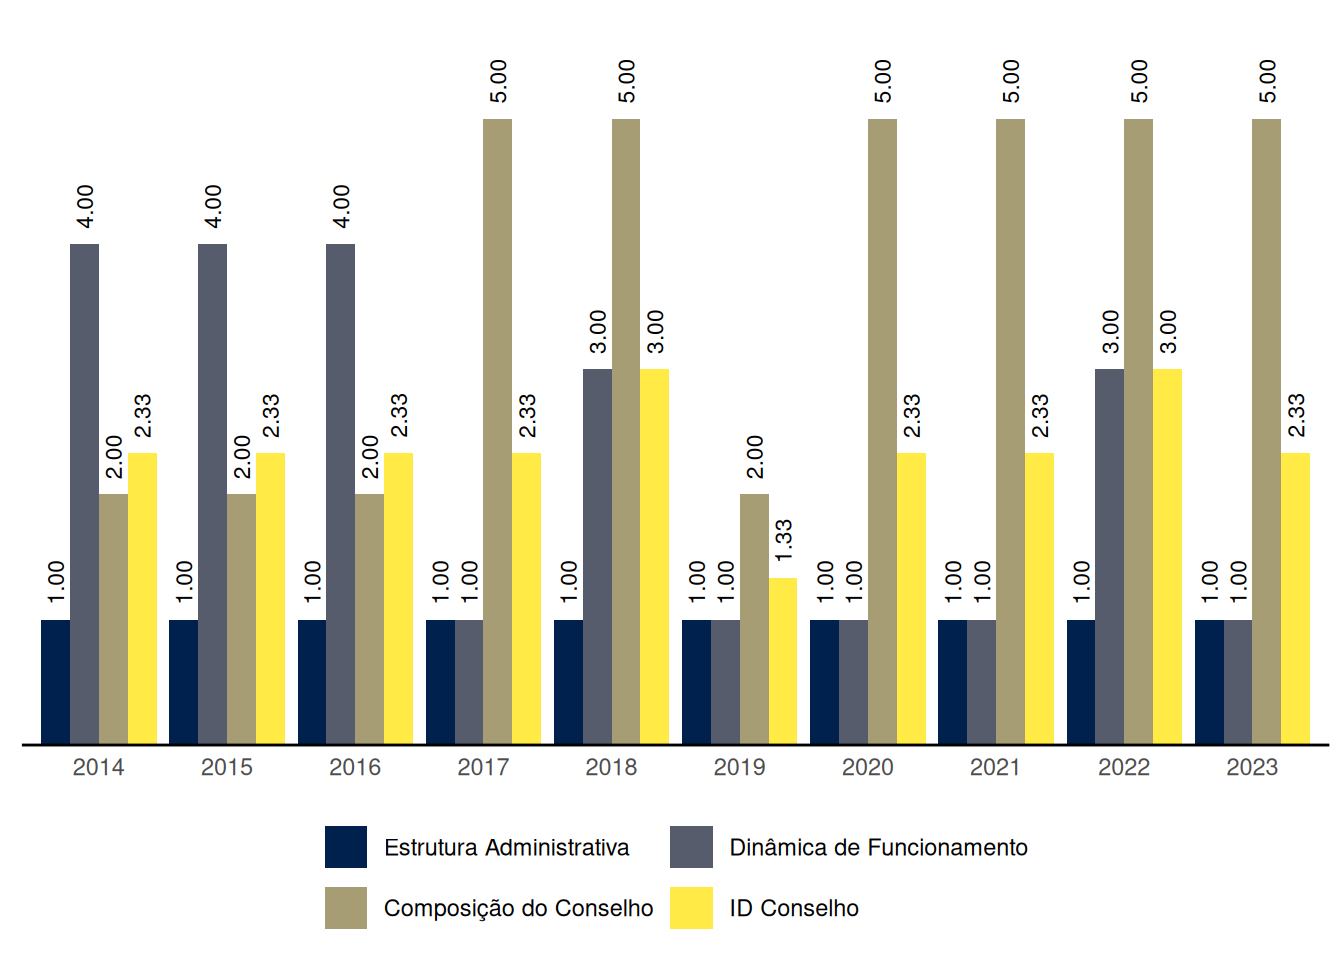 5.00 5.00 5.00 5.00 5.00 5.00
4.00 4.00 4.00
3.00 3.00 3.00 3.00
2.33 2.33 2.33 2.33 2.33 2.33 2.33
2.00 2.00 2.00 2.00
1.33
1.00 1.00 1.00 1.00 1.00 1.00 1.00 1.00 1.00 1.00 1.00 1.00 1.00 1.00 1.00
2014 2015 2016 2017 2018 2019 2020 2021 2022 2023
Estrutura Administrativa Dinâmica de Funcionamento
Composição do Conselho ID Conselho